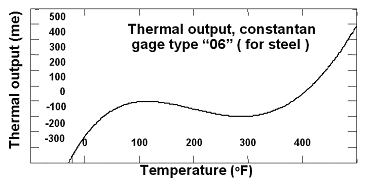 Thermal output, constantan
gage type “06” ( for steel )
Thermal output (me)
500
400
300
200
100
0
-100
-200
-300
0 100 200 300 400
Temperature (ºF)